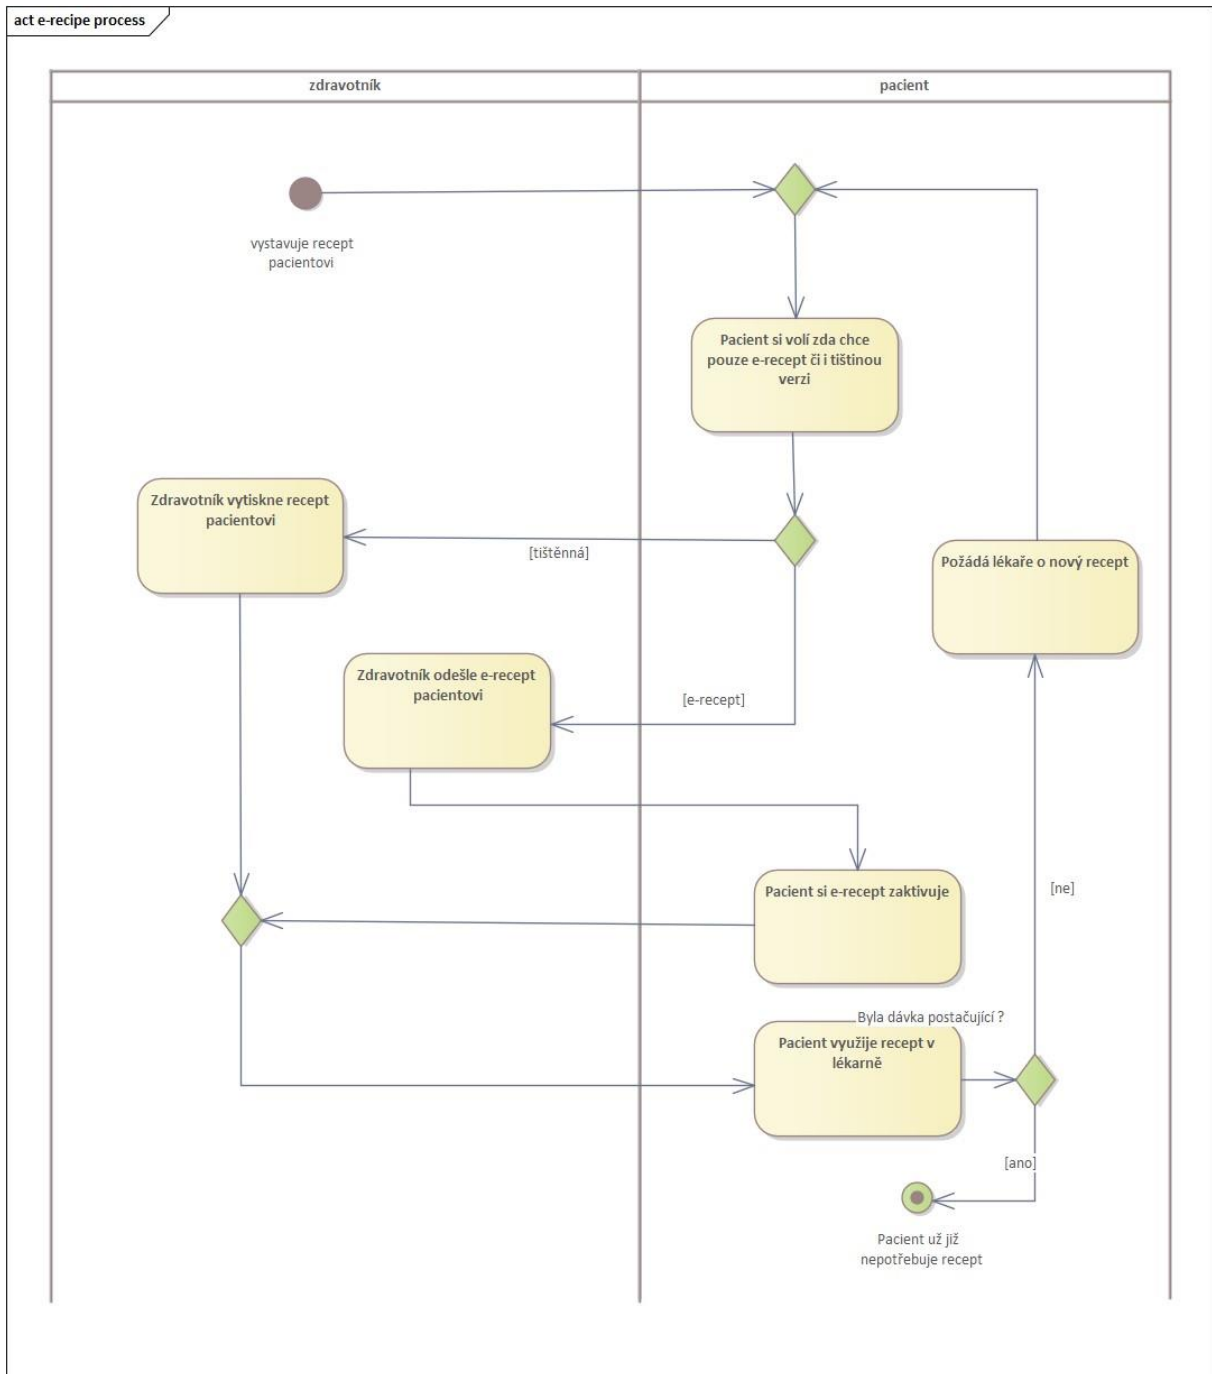 act e-recipe process
zdravotník
pacient
vystavuje recept
pacientovi
Pacient si volí zda chce
pouze e-recept či i tištinou
verzi
Zdravotník vytiskne recept
pacientovi
[tištěnná]
Požádá lékaře o nový recept
Zdravotník odešle e-recept
pacientovi
[e-recept]
Pacient si e-recept zaktivuje
[ne]
Byla dávka postačující ?
Pacient využije recept v
lékarně
[ano]
Pacient už již
nepotřebuje recept